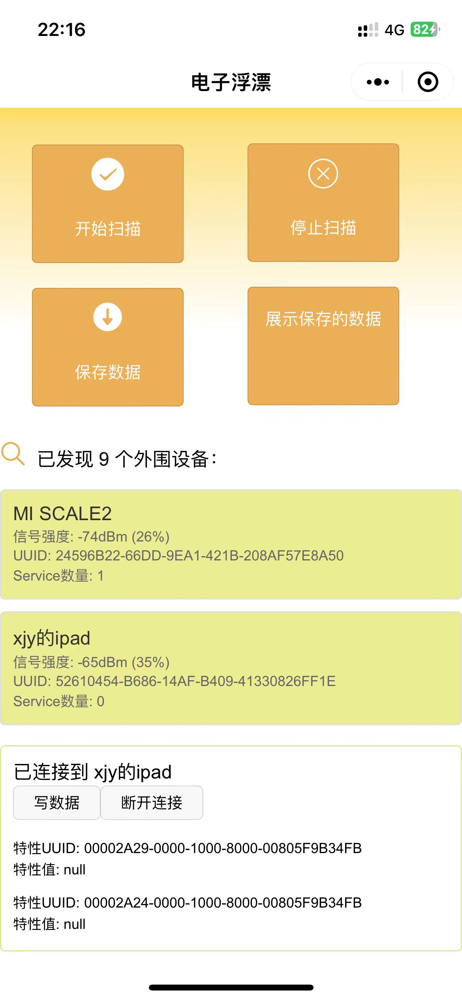 22:16
4G 82
电子浮漂
开始扫描
停止扫描
保存数据
展示保存的数据
已发现 9 个外围设备：
MI SCALE2
信号强度: -74dBm (26%)
UUID: 24596B22-66DD-9EA1-421B-208AF57E8A50
Service数量: 1
xjy的ipad
信号强度: -65dBm (35%)
UUID: 52610454-B686-14AF-B409-41330826FF1E
Service数量: 0
已连接到 xjy的ipad
写数据 断开连接
特性UUID: 00002A29-0000-1000-8000-00805F9B34FB
特性值: null
特性UUID: 00002A24-0000-1000-8000-00805F9B34FB
特性值: null